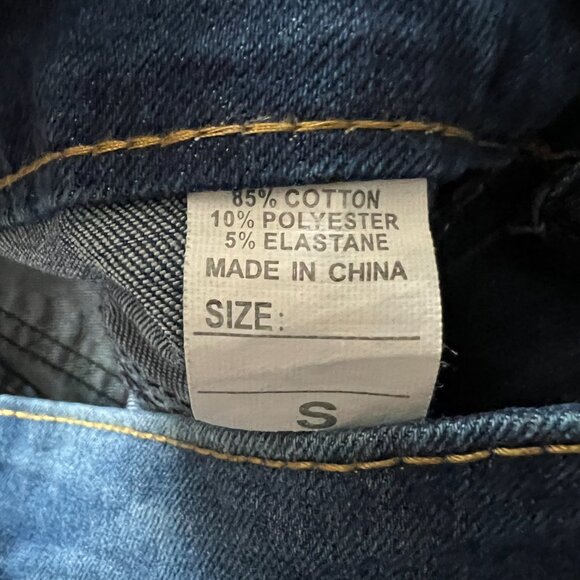 85% COTTON
10% POLYESTER
5% ELASTANE
MADE IN CHINA
SIZE:
S